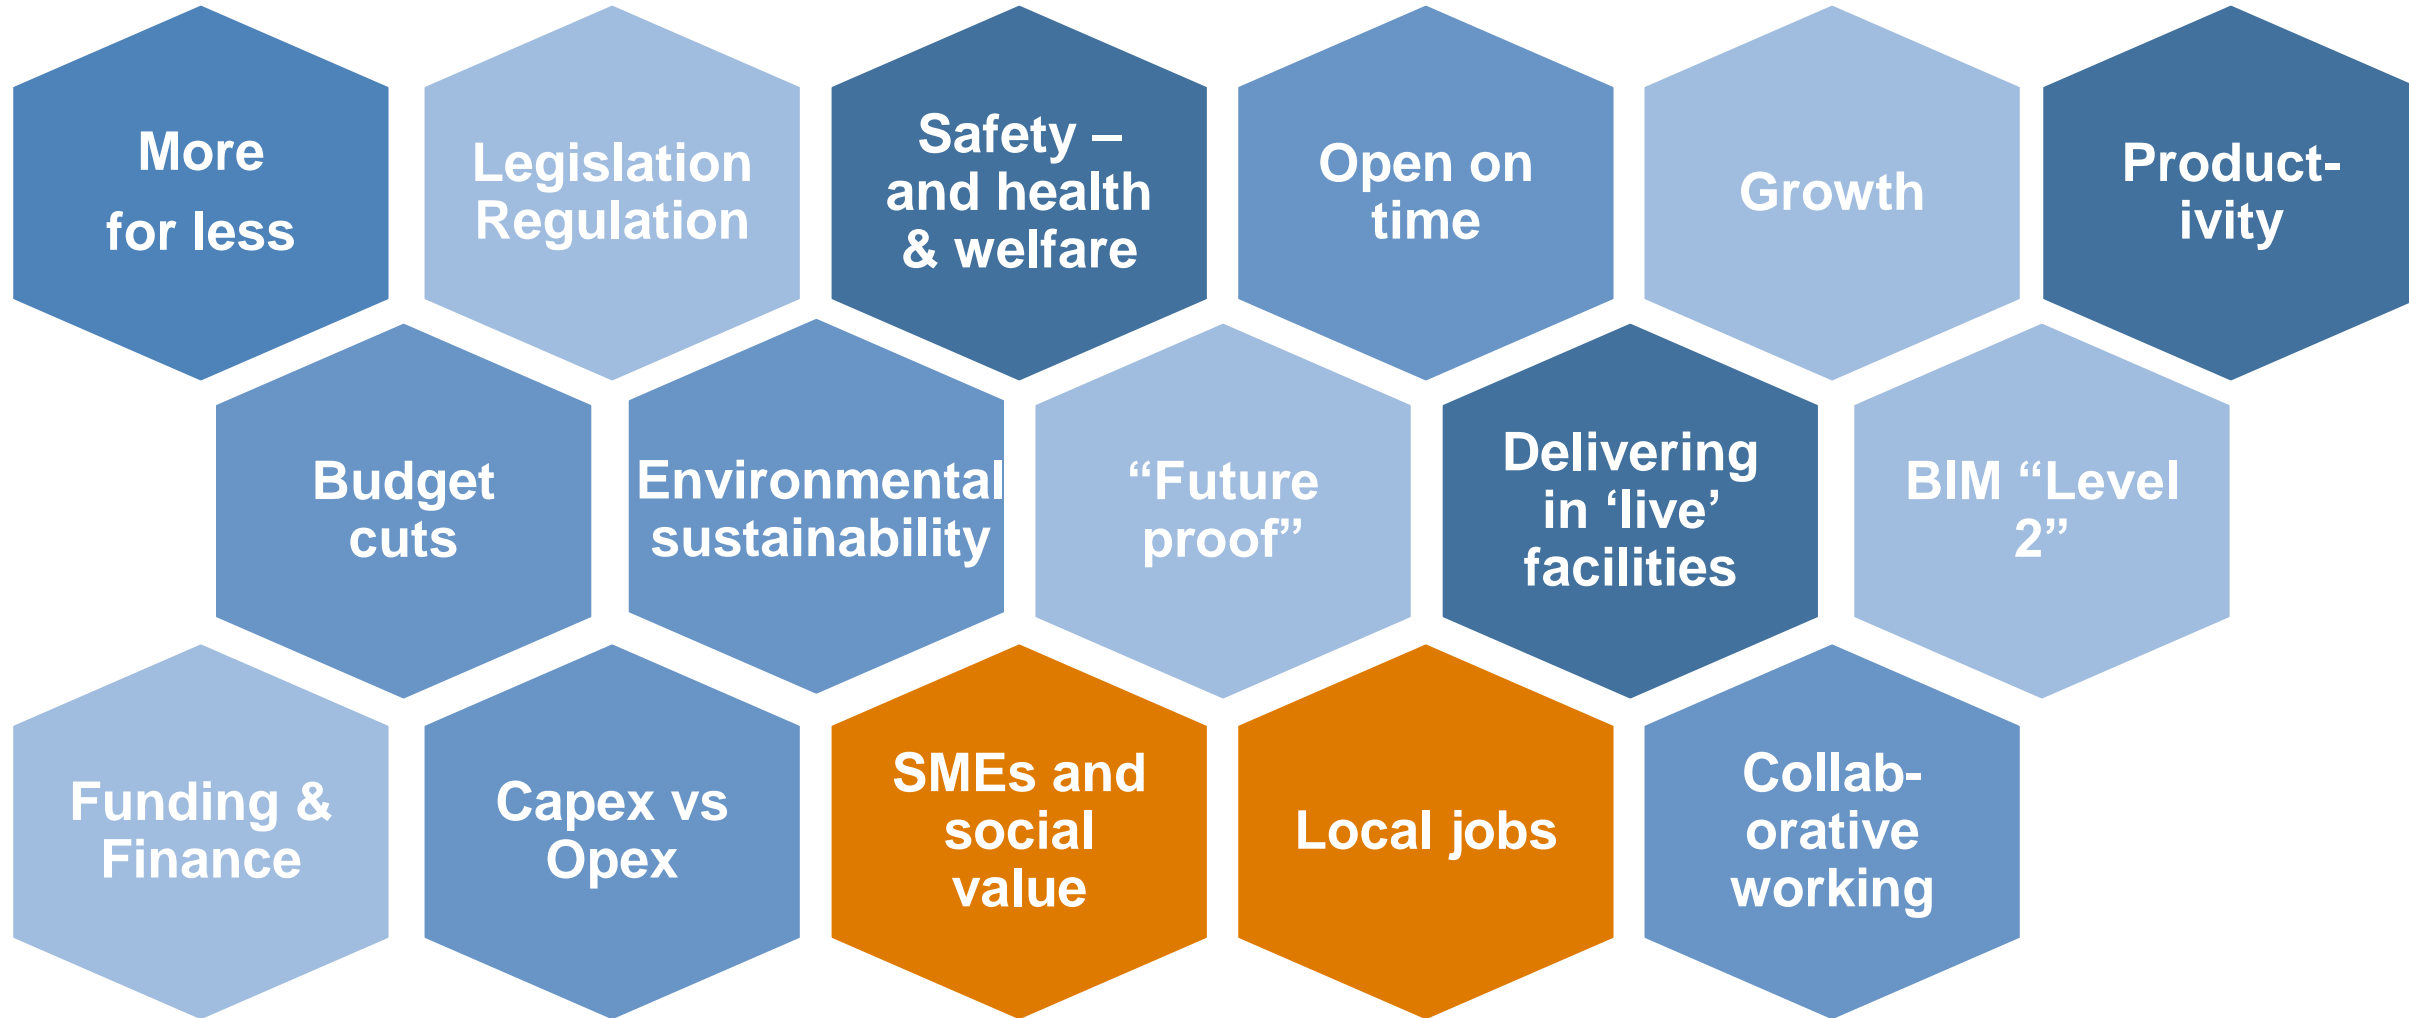 More
for less
Legislation
Regulation
Safety –
and health
& welfare
Open on
time
Growth
Product-
ivity
Budget
cuts
Environmental
sustainability
“Future
proof”
Delivering
in ‘live’
facilities
BIM “Level
2”
Funding &
Finance
Capex vs
Opex
SMEs and
social
value
Local jobs
Collab-
orative
working